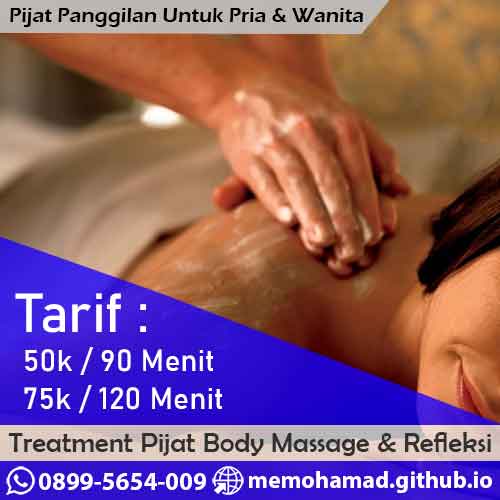 Pijat Panggilan Untuk Pria & Wanita
Tarif :
50k / 90 Menit
75k / 120 Menit
Treatment Pijat Body Massage & Refleksi
0899-5654-009 memohamad.github.io